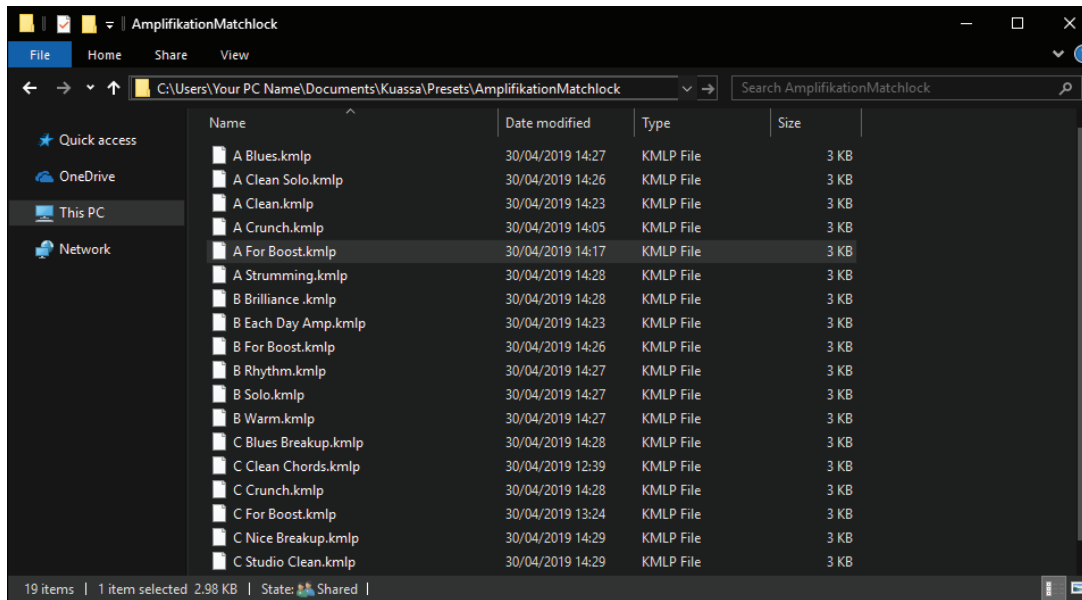 AmplifikationMatchlock
File Home Share View
C:\Users\Your PC Name\Documents\Kuassa\Presets\AmplifikationMatchlock Search AmplifikationMatchlock
Name Date modified Type Size
Quick access
OneDrive
This PC
Network
A Blues.kmlp 30/04/2019 14:27 KMLP File 3 KB
A Clean Solo.kmlp 30/04/2019 14:26 KMLP File 3 KB
A Clean.kmlp 30/04/2019 14:23 KMLP File 3 KB
A Crunch.kmlp 30/04/2019 14:05 KMLP File 3 KB
A For Boost.kmlp 30/04/2019 14:17 KMLP File 3 KB
A Strumming.kmlp 30/04/2019 14:28 KMLP File 3 KB
B Brilliance .kmlp 30/04/2019 14:28 KMLP File 3 KB
B Each Day Amp.kmlp 30/04/2019 14:23 KMLP File 3 KB
B For Boost.kmlp 30/04/2019 14:26 KMLP File 3 KB
B Rhythm.kmlp 30/04/2019 14:27 KMLP File 3 KB
B Solo.kmlp 30/04/2019 14:27 KMLP File 3 KB
B Warm.kmlp 30/04/2019 14:27 KMLP File 3 KB
C Blues Breakup.kmlp 30/04/2019 14:28 KMLP File 3 KB
C Clean Chords.kmlp 30/04/2019 12:39 KMLP File 3 KB
C Crunch.kmlp 30/04/2019 14:28 KMLP File 3 KB
C For Boost.kmlp 30/04/2019 13:24 KMLP File 3 KB
C Nice Breakup.kmlp 30/04/2019 14:29 KMLP File 3 KB
C Studio Clean.kmlp 30/04/2019 14:29 KMLP File 3 KB
19 items | 1 item selected 2.98 KB | State: Shared |